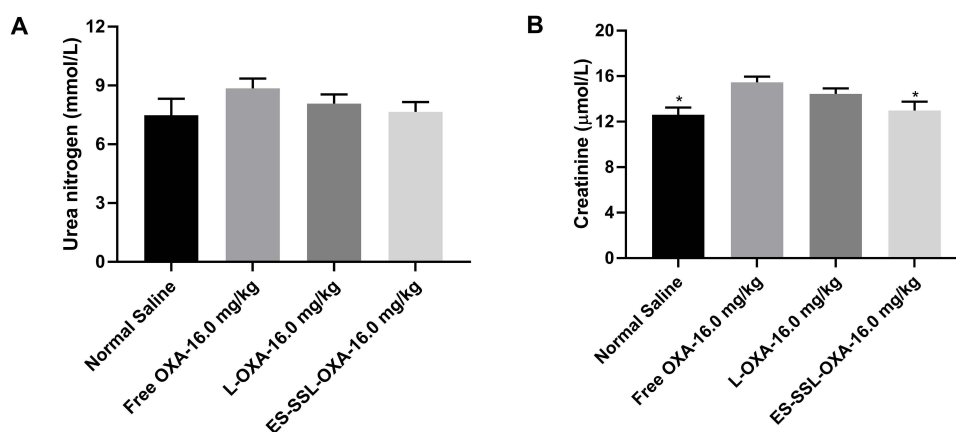 A
Urea nitrogen (mmol/L)
12
9
6
3
0
Normal Saline
Free OXA-16.0 mg/kg
L-OXA-16.0 mg/kg
ES-SSL-OXA-16.0 mg/kg
B
Creatinine (μmol/L)
20
16
12
8
4
0
*
*
Normal Saline
Free OXA-16.0 mg/kg
L-OXA-16.0 mg/kg
ES-SSL-OXA-16.0 mg/kg